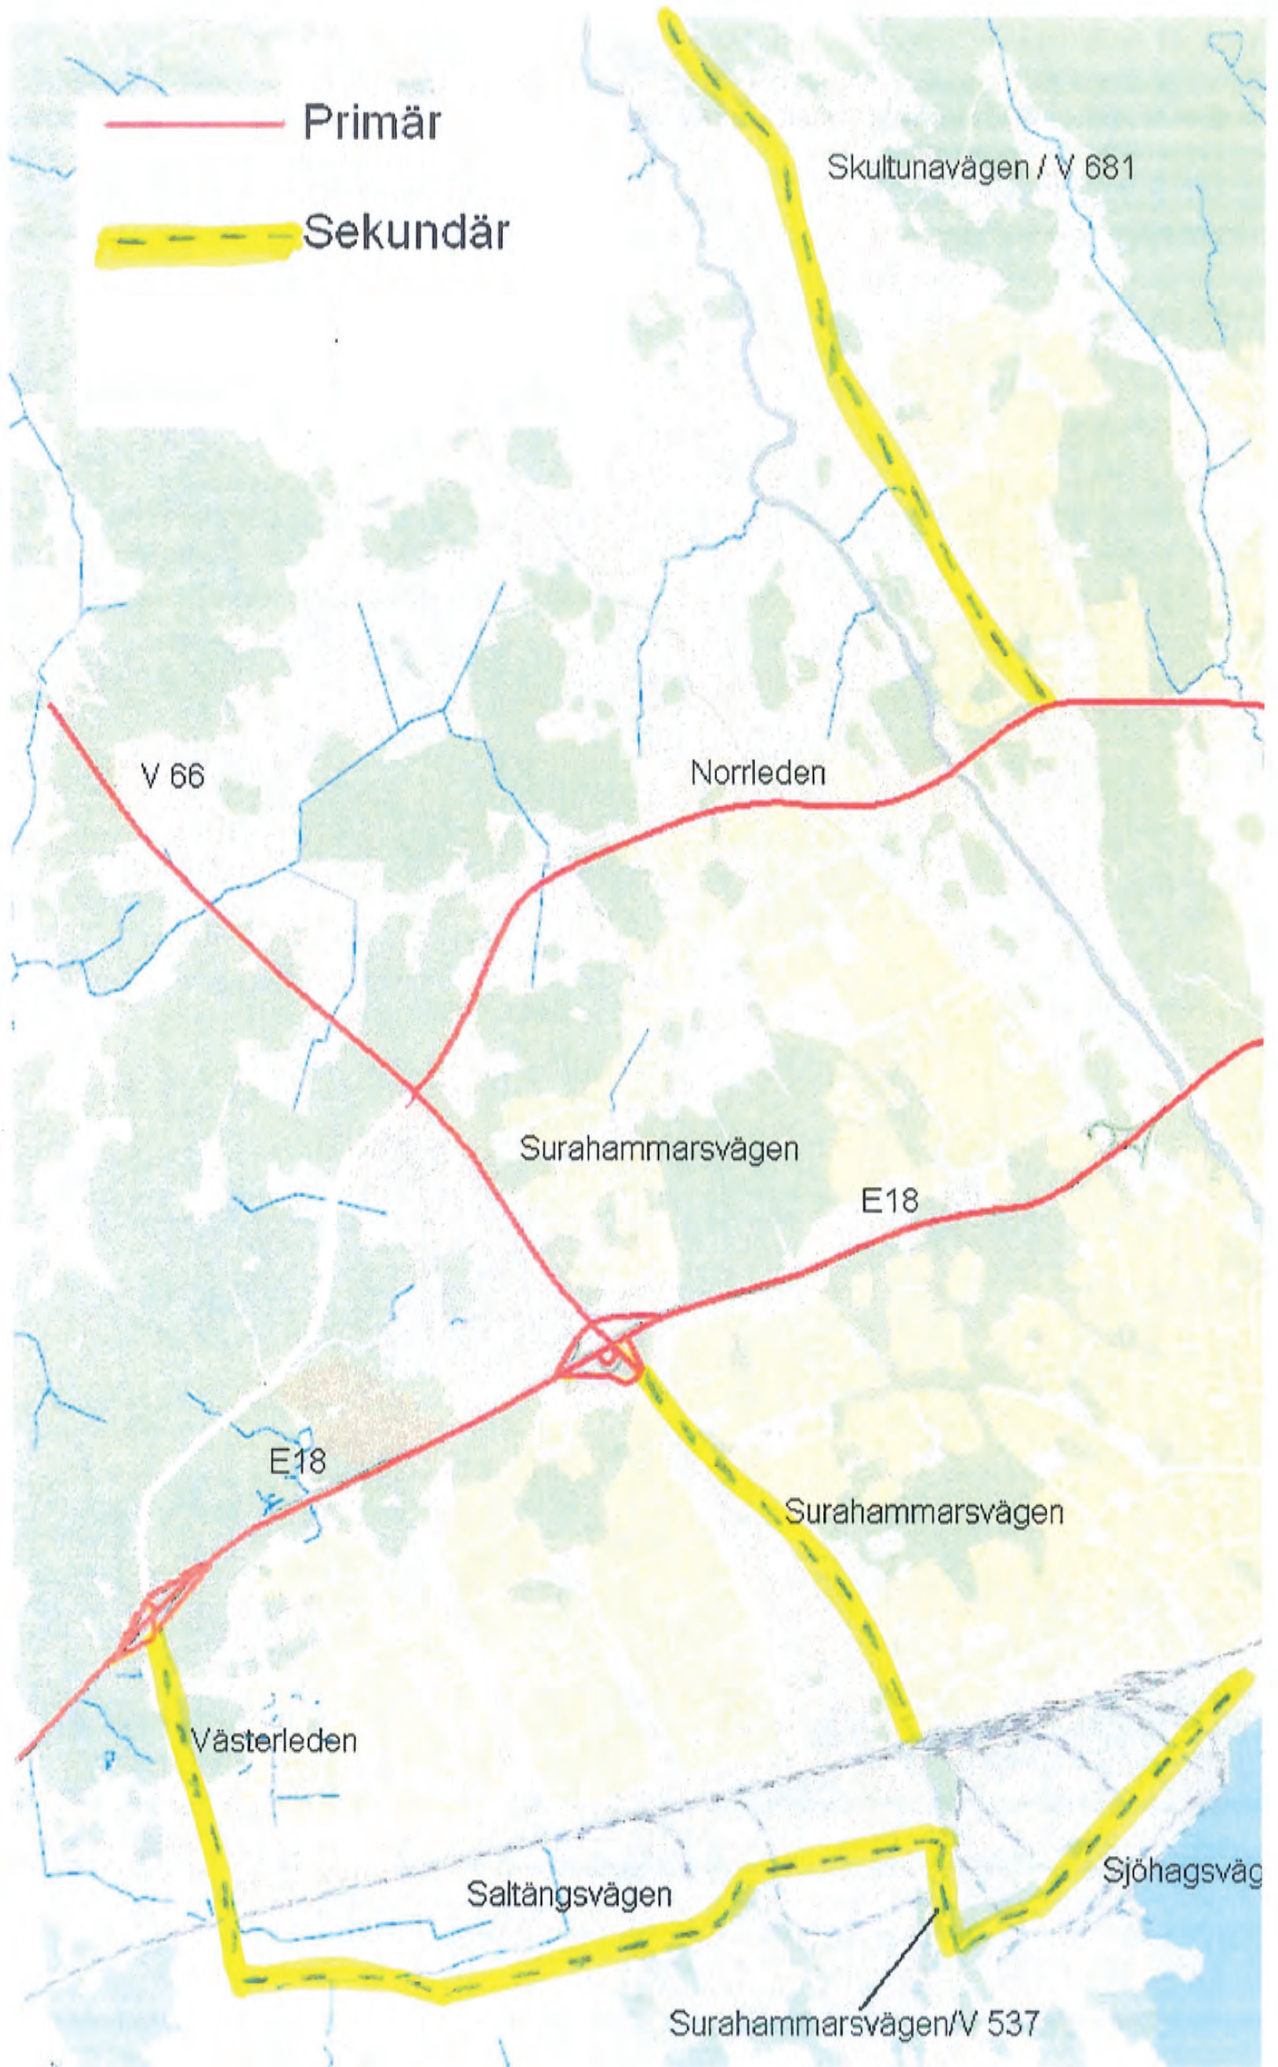 Primär
Skultunavägen / V 681
Sekundär
V 66
Norrleden
Surahammarsvägen
E18
E18
Surahammarsvägen
Västerleden
Saltängsvägen
Sjöhagsväg
Surahammarsvägen/V 537